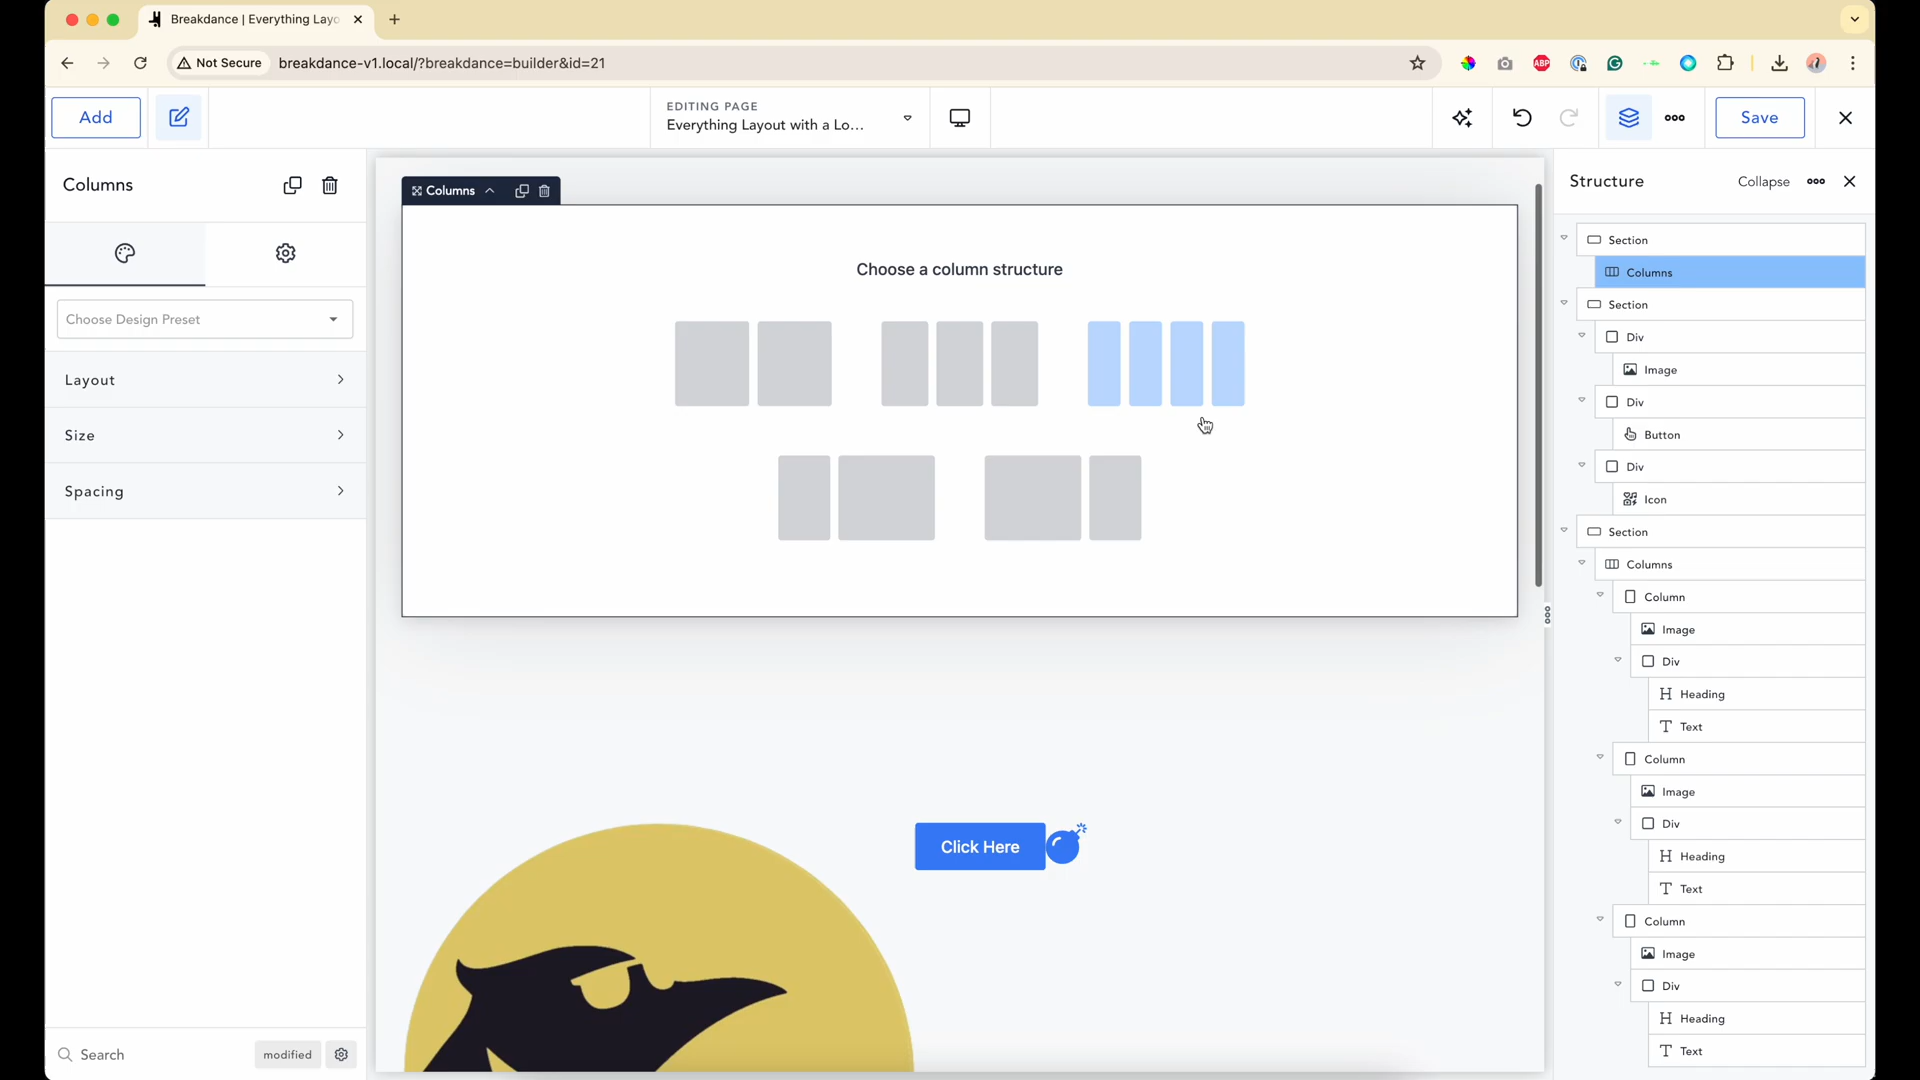 Breakdance | Everything Layo
Not Secure
breakdance-v1.local/?breakdance=builder&id=21
ABP
Add
EDITING PAGE
Everything Layout with a Lo...
Save
Columns
Choose Design Preset
Layout
Size
Spacing
Search
modified
Columns
Choose a column structure
Click Here
Structure
Collapse
Section
Columns
Section
Div
Image
Div
Button
Div
Icon
Section
Columns
Column
Image
Div
Heading
Text
Column
Image
Div
Heading
Text
Column
Image
Div
Heading
Text